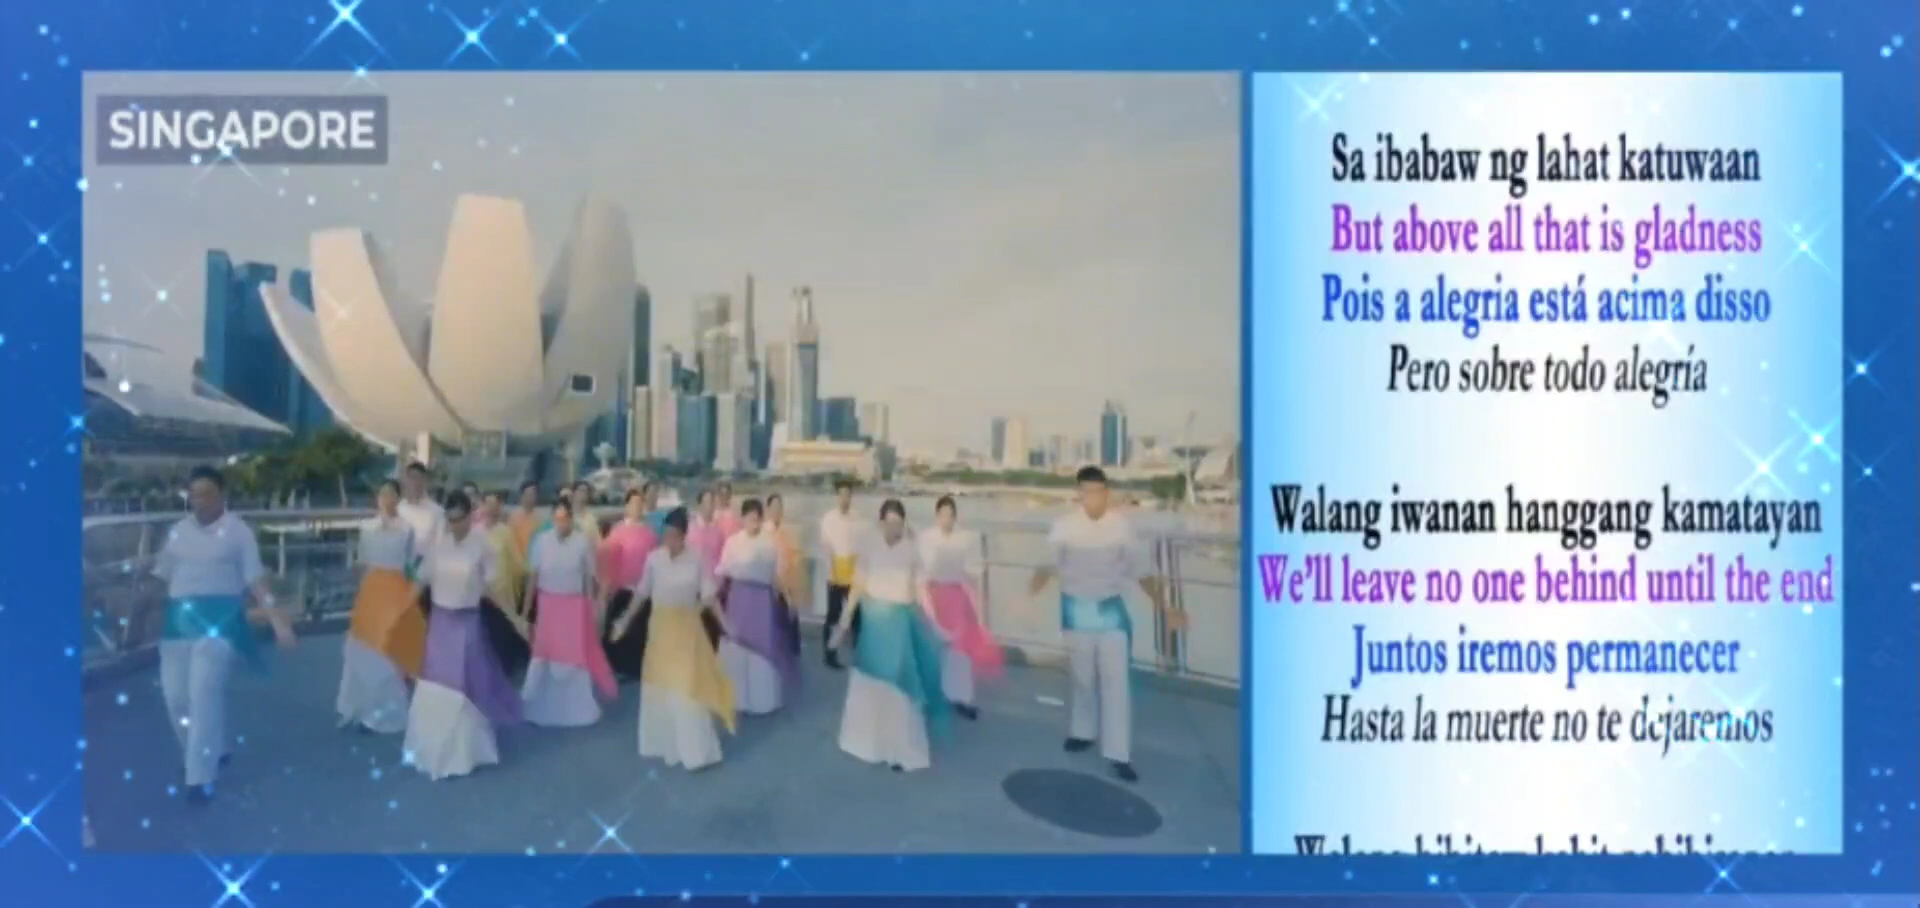 SINGAPORE
Sa ibabaw ng lahat katuwaan
But above all that is gladness
Pois a alegria está acima disso
Pero sobre todo alegría
Walang iwanan hanggang kamatayan
We'll leave no one behind until the end
Juntos iremos permanecer
Hasta la muerte no te dejaremos